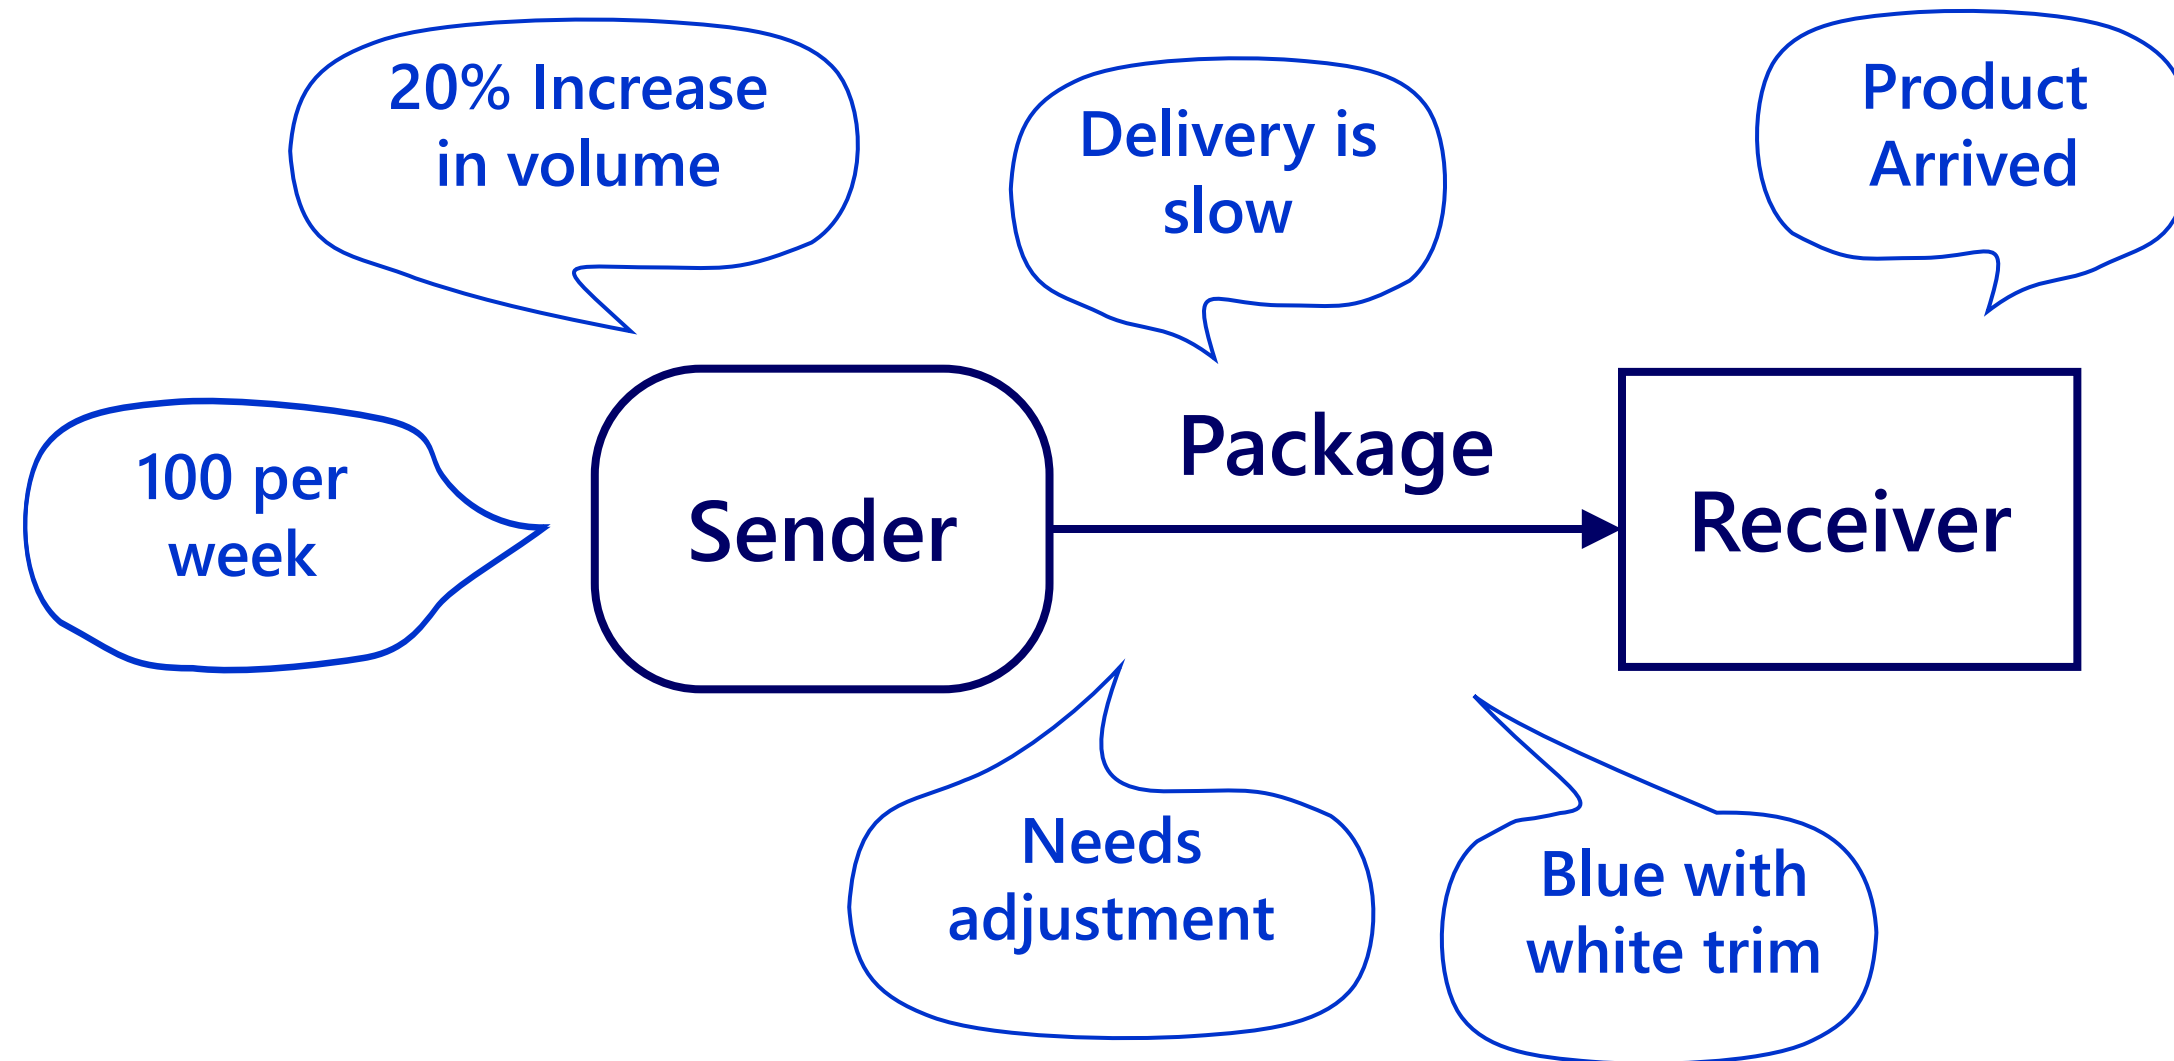 20% Increase
in volume
Delivery is
slow
Product
Arrived
100 per
week
Sender
Package
Receiver
Needs
adjustment
Blue with
white trim